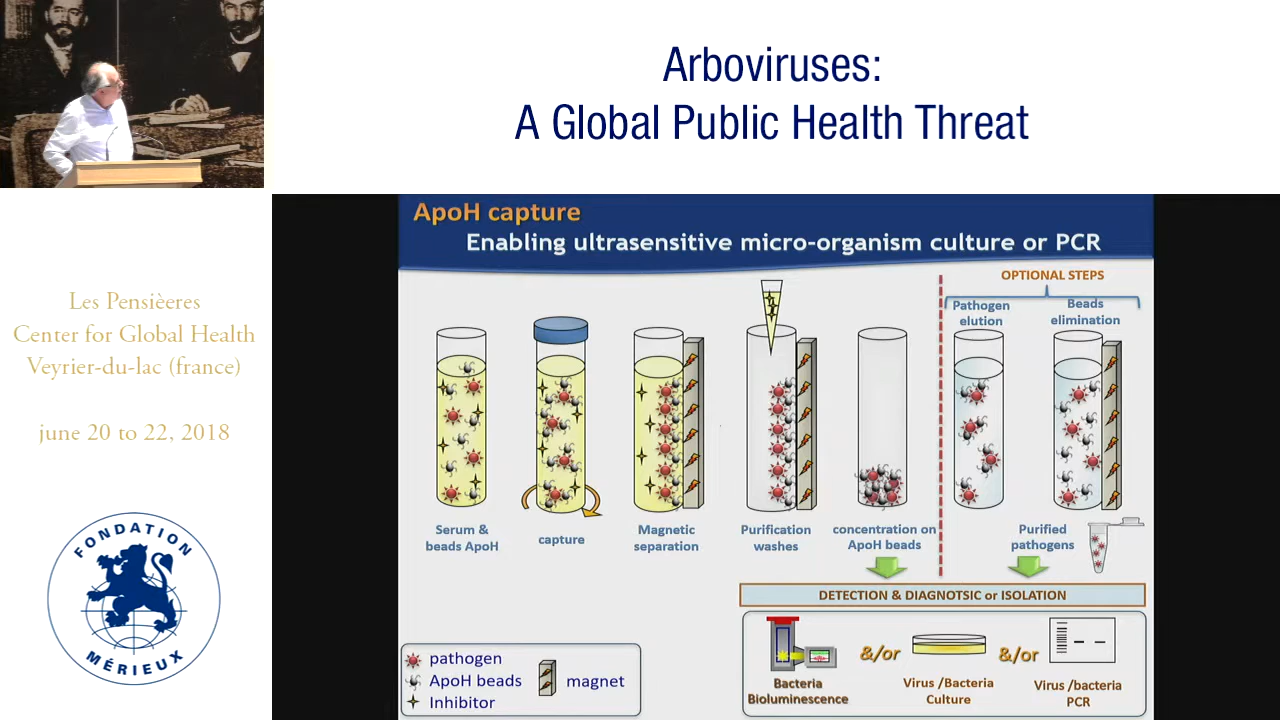 Arboviruses:
A Global Public Health Threat
Les Pensièeres
Center for Global Health
Veyrier-du-lac (france)
june 20 to 22, 2018
FONDATION
MÉRIEUX
ApoH capture
Enabling ultrasensitive micro-organism culture or PCR
OPTIONAL STEPS
Pathogen
elution
Beads
elimination
Serum &
beads ApoH
capture
Magnetic
separation
Purification
washes
concentration on
ApoH beads
Purified
pathogens
DETECTION & DIAGNOTSIC or ISOLATION
Bacteria
Bioluminescence
&/or
Virus /Bacteria
Culture
&/or
Virus /bacteria
PCR
pathogen
ApoH beads
Inhibitor
magnet